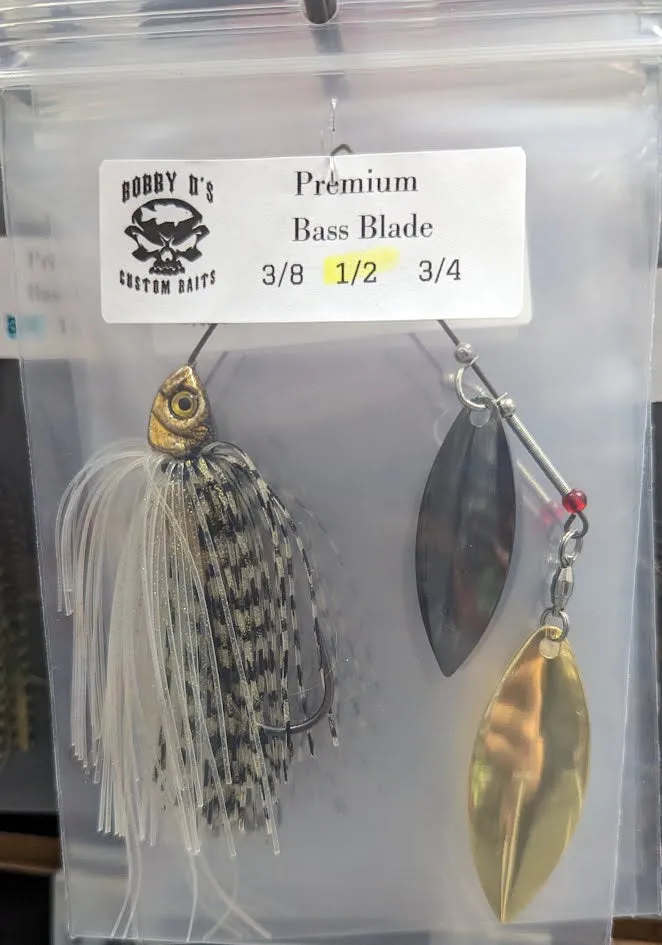 BOBBY D'S
CUSTOM BAITS
Premium
Bass Blade
3/8 1/2 3/4